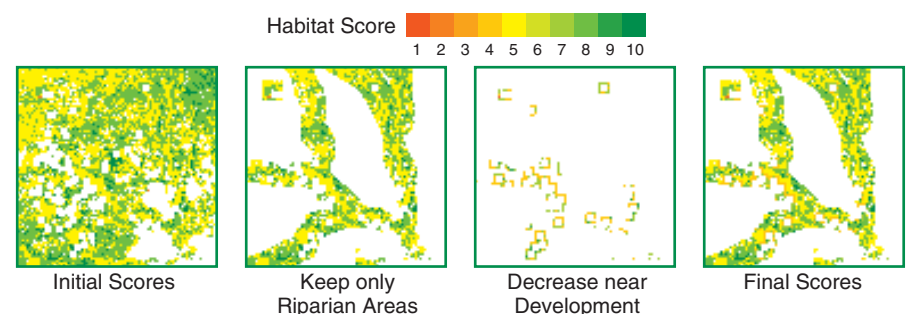 Habitat Score
1 2 3 4 5 6 7 8 9 10
Initial Scores
Keep only
Riparian Areas
Decrease near
Development
Final Scores